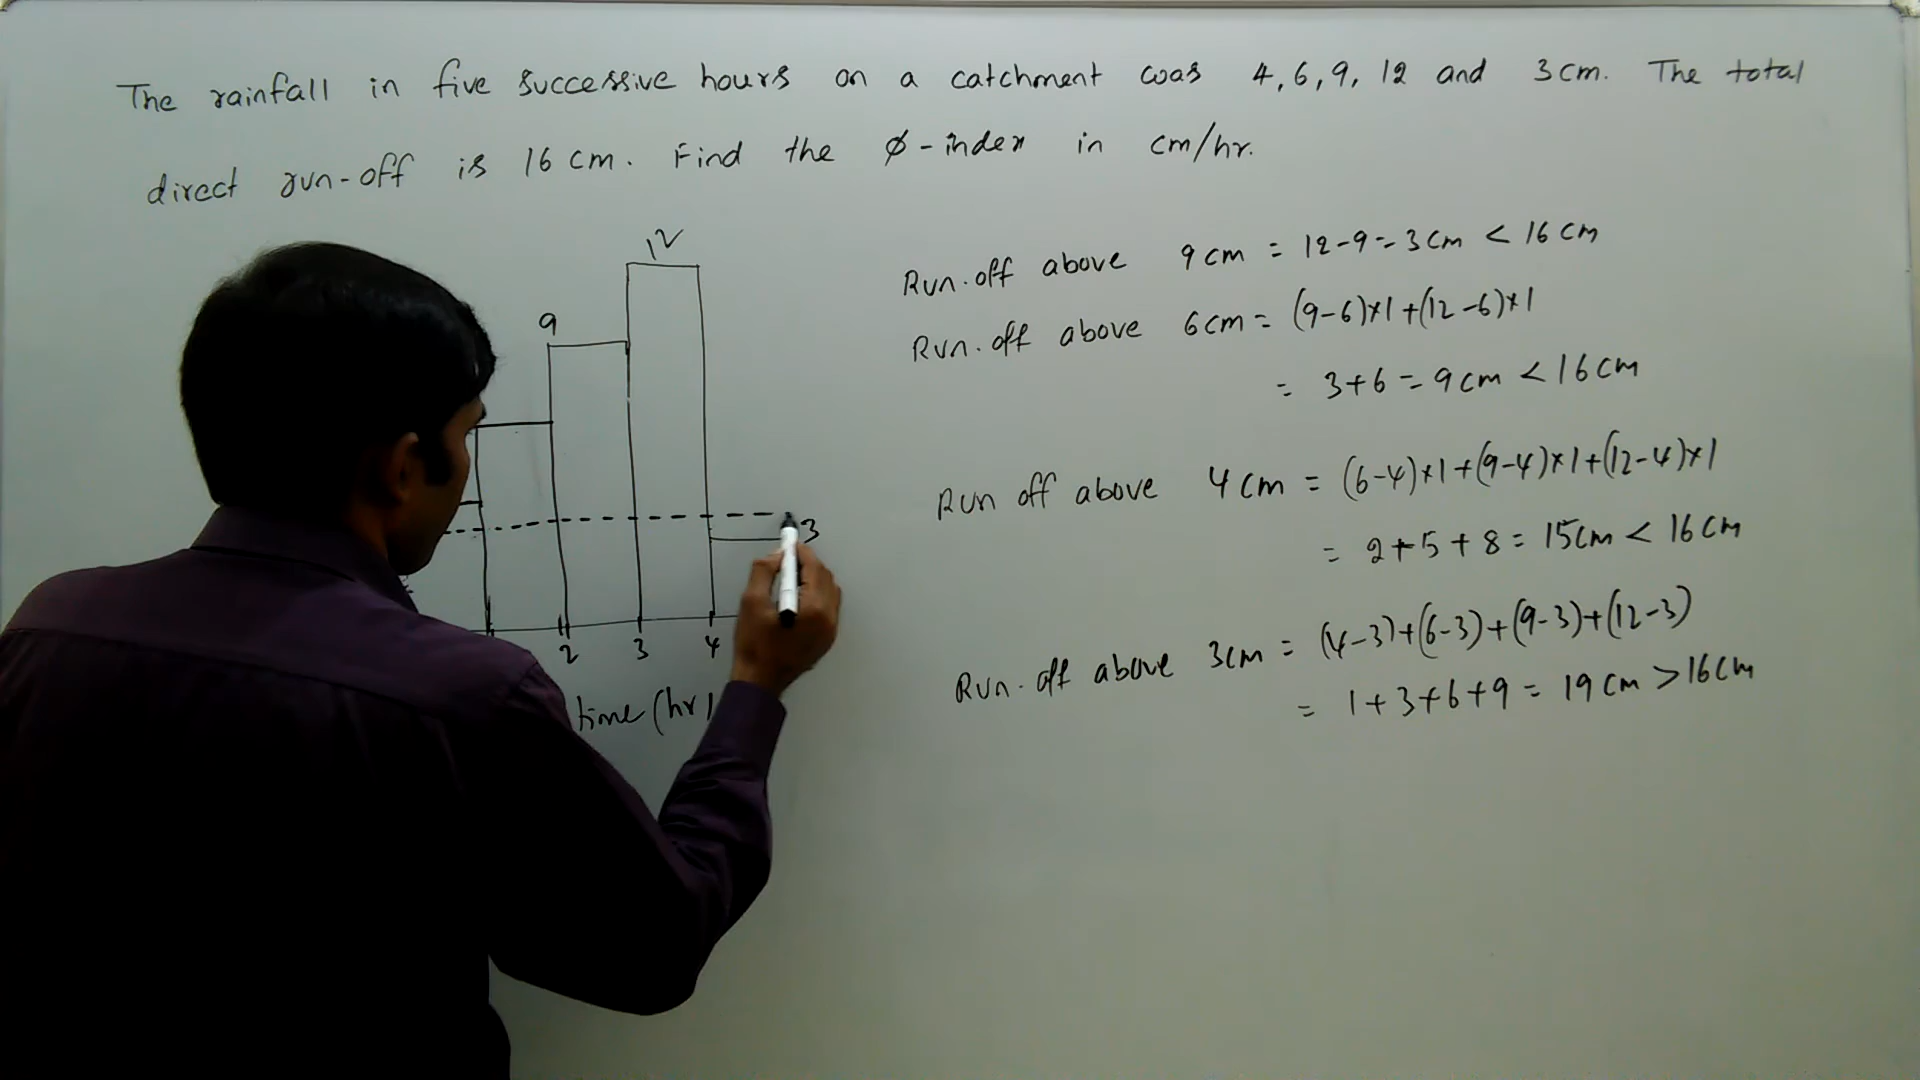 The rainfall in five successive hours on a catchment was 4, 6, 9, 12 and 3 cm. The total
direct run-off is 16 cm. Find the ϕ-index in cm/hr.
12
9
3
2 3 4
time (hr)
Run.off above 9 cm = 12-9 = 3 cm < 16 cm
Run.off above 6 cm = (9-6)×1+(12-6)×1
= 3+6 = 9 cm < 16 cm
Run off above 4 cm = (6-4)×1+(9-4)×1+(12-4)×1
= 2+5+8 = 15 cm < 16 cm
Run.off above 3 cm = (4-3)+(6-3)+(9-3)+(12-3)
= 1+3+6+9 = 19 cm > 16 cm